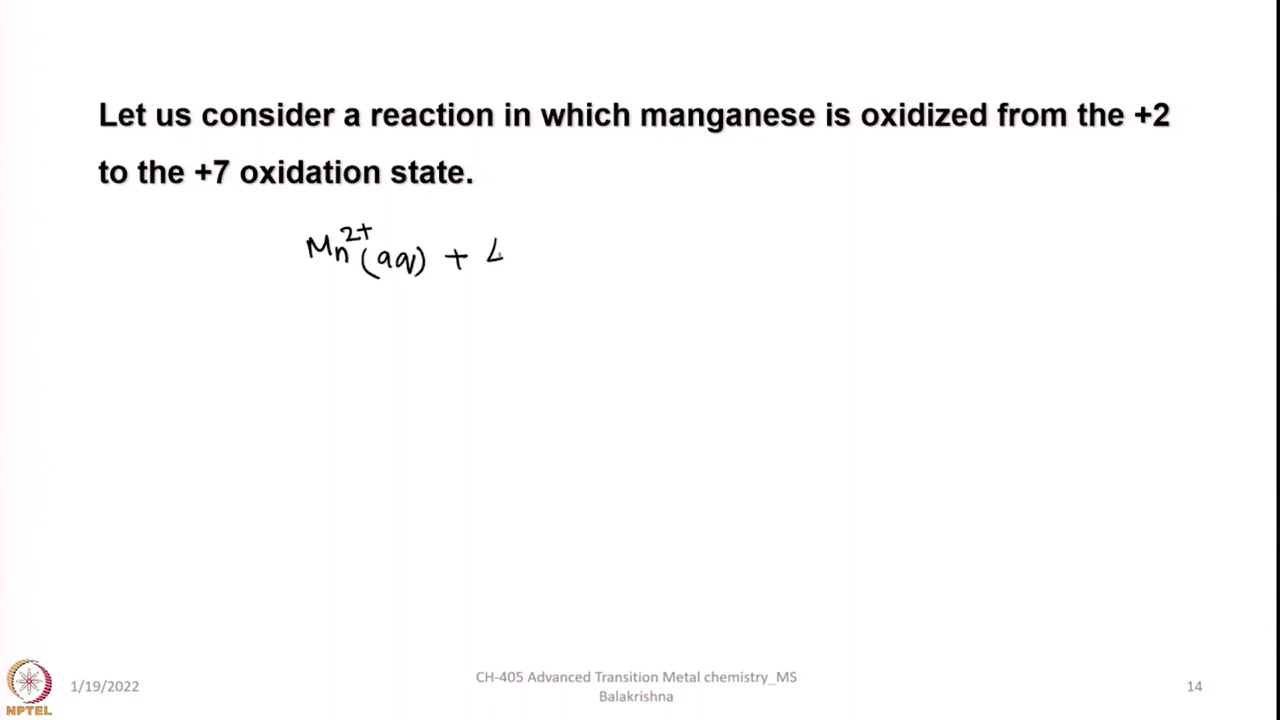 Let us consider a reaction in which manganese is oxidized from the +2
to the +7 oxidation state.
Mn²⁺(aq) +
NPTEL
1/19/2022
CH-405 Advanced Transition Metal chemistry_MS
Balakrishna
14